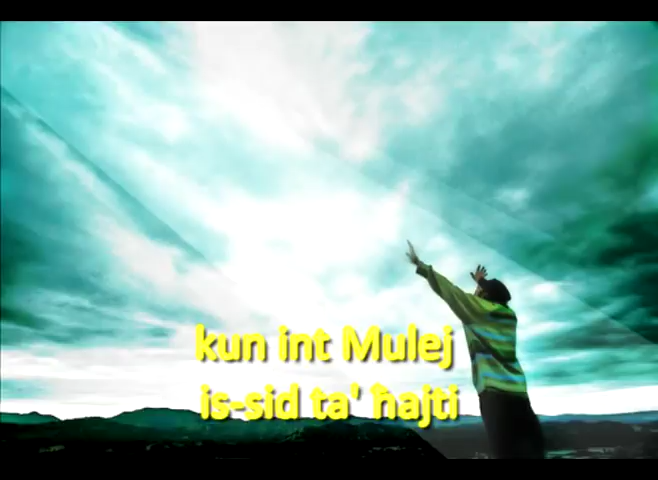 kun int Mulej
is-sid ta' ħajti